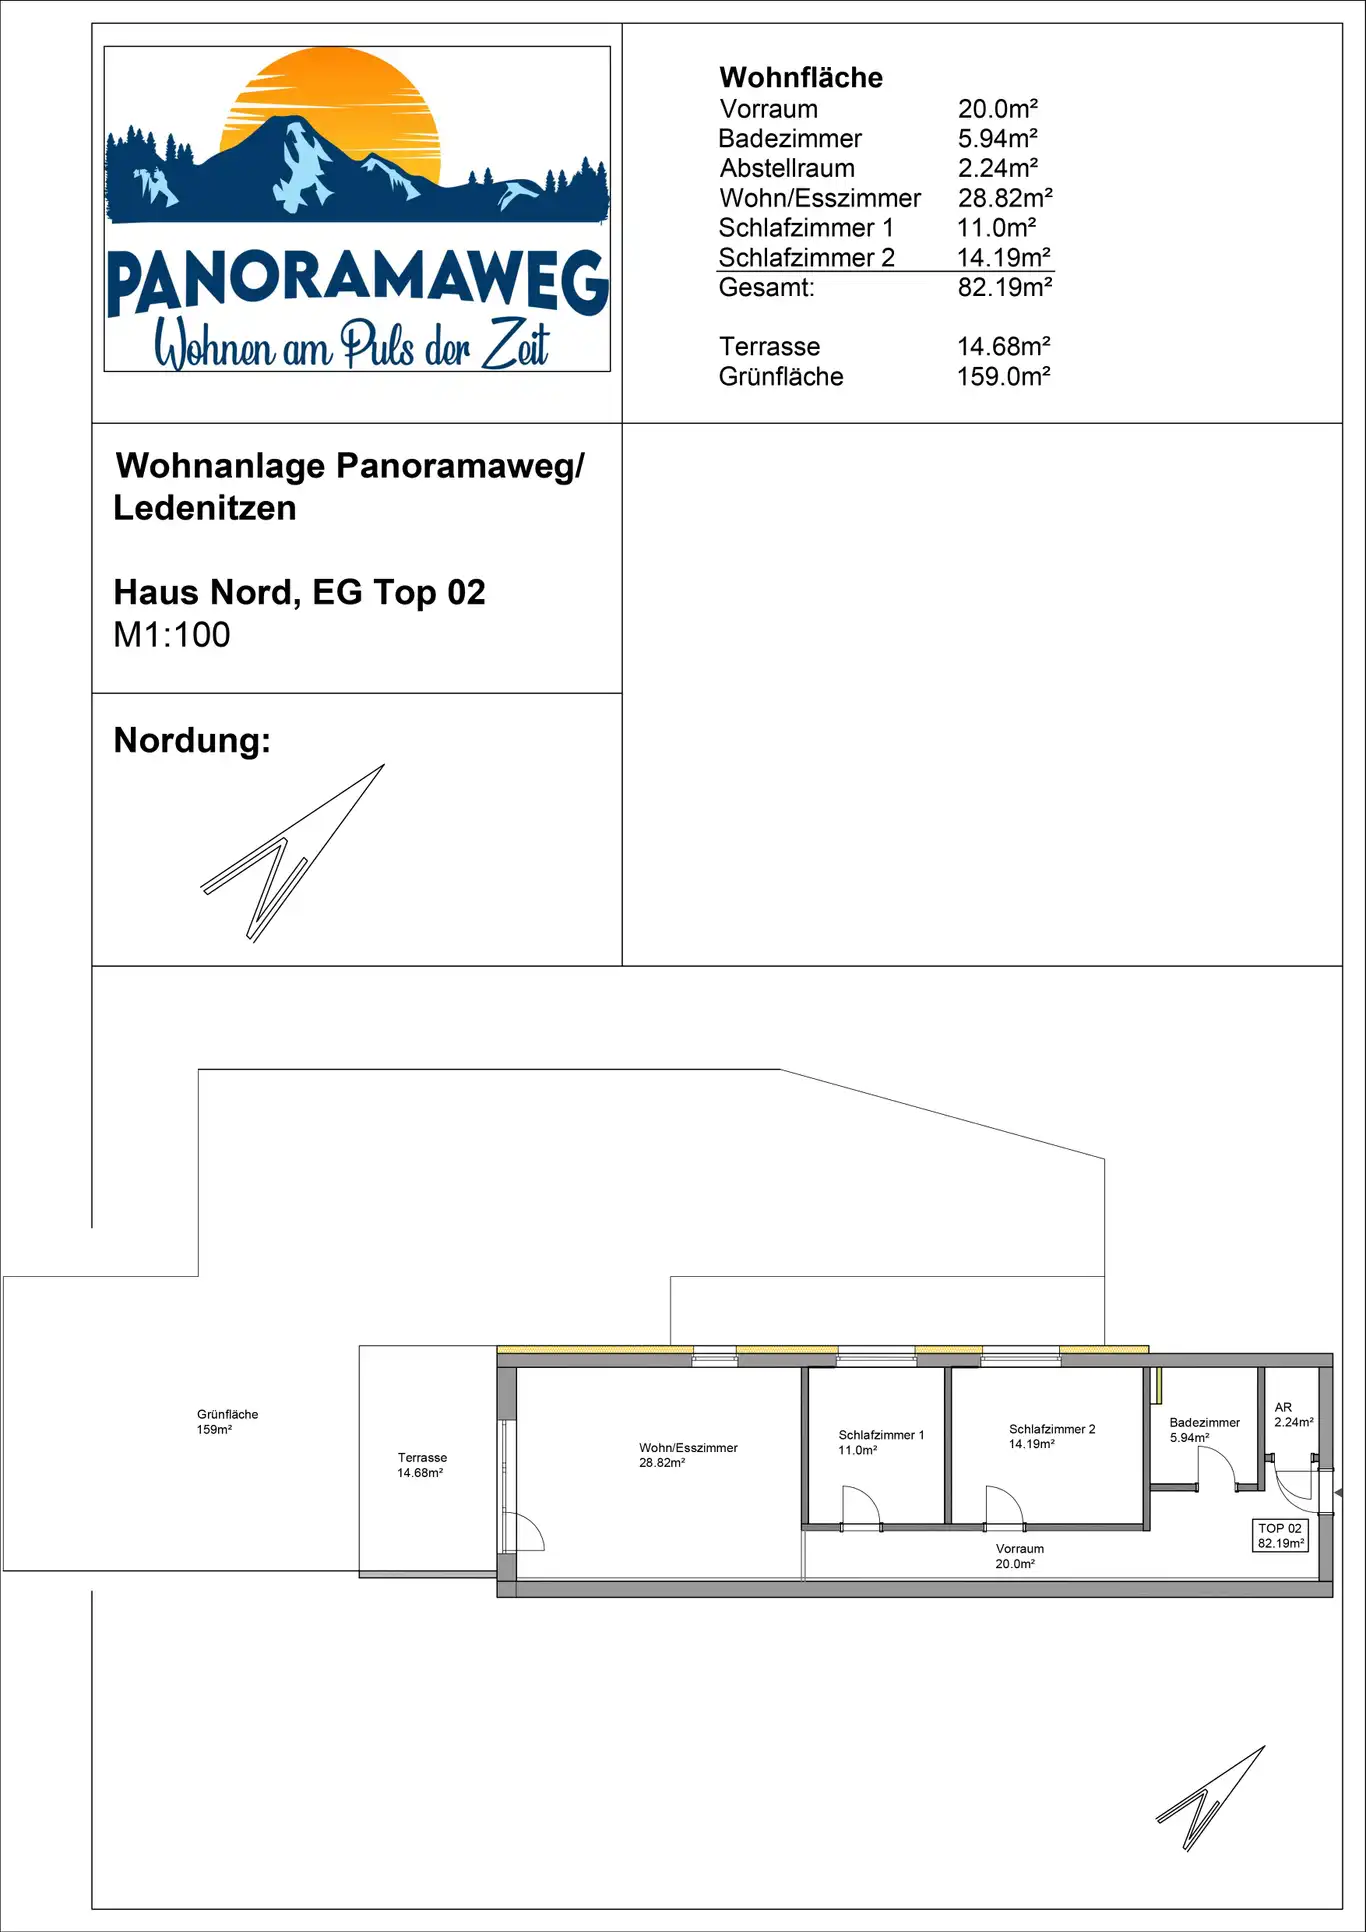 PANORAMAWEG
Wohnen am Puls der Zeit
Wohnfläche
Vorraum 20.0m²
Badezimmer 5.94m²
Abstellraum 2.24m²
Wohn/Esszimmer 28.82m²
Schlafzimmer 1 11.0m²
Schlafzimmer 2 14.19m²
Gesamt: 82.19m²
Terrasse 14.68m²
Grünfläche 159.0m²
Wohnanlage Panoramaweg/
Ledenitzen
Haus Nord, EG Top 02
M1:100
Nordung:
N
Grünfläche
159m²
Terrasse
14.68m²
Wohn/Esszimmer
28.82m²
Schlafzimmer 1
11.0m²
Schlafzimmer 2
14.19m²
Badezimmer
5.94m²
AR
2.24m²
Vorraum
20.0m²
TOP 02
82.19m²
N